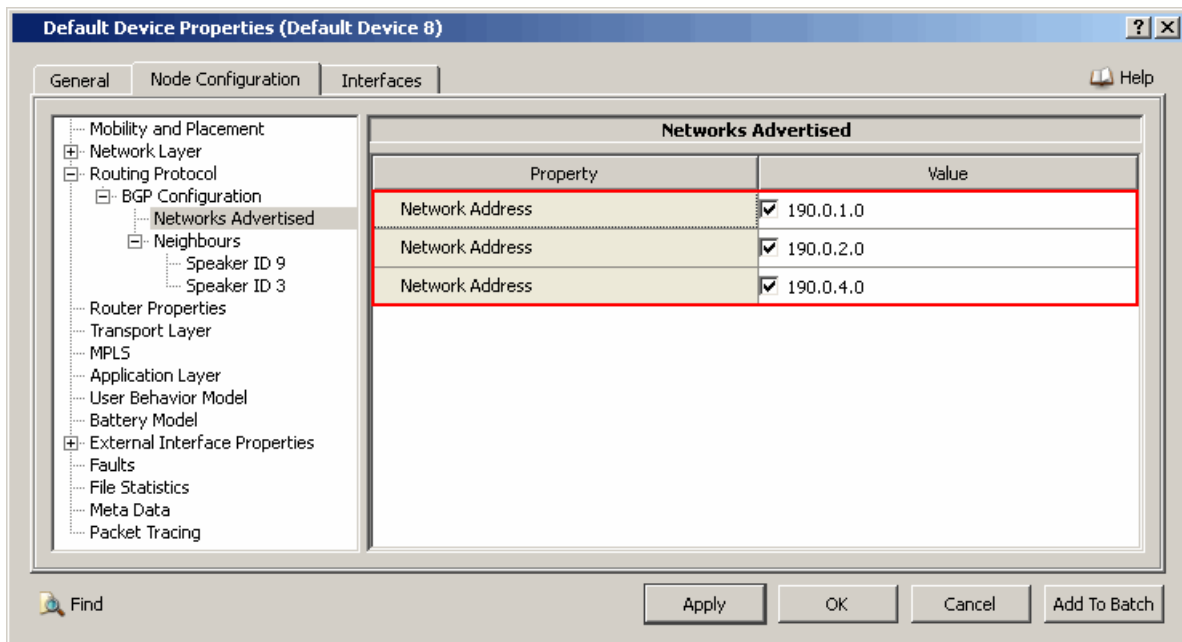 Default Device Properties (Default Device 8)
General Node Configuration Interfaces Help
Mobility and Placement
Network Layer
Routing Protocol
BGP Configuration
Networks Advertised
Neighbours
Speaker ID 9
Speaker ID 3
Router Properties
Transport Layer
MPLS
Application Layer
User Behavior Model
Battery Model
External Interface Properties
Faults
File Statistics
Meta Data
Packet Tracing
Networks Advertised
Property Value
Network Address 190.0.1.0
Network Address 190.0.2.0
Network Address 190.0.4.0
Find Apply OK Cancel Add To Batch